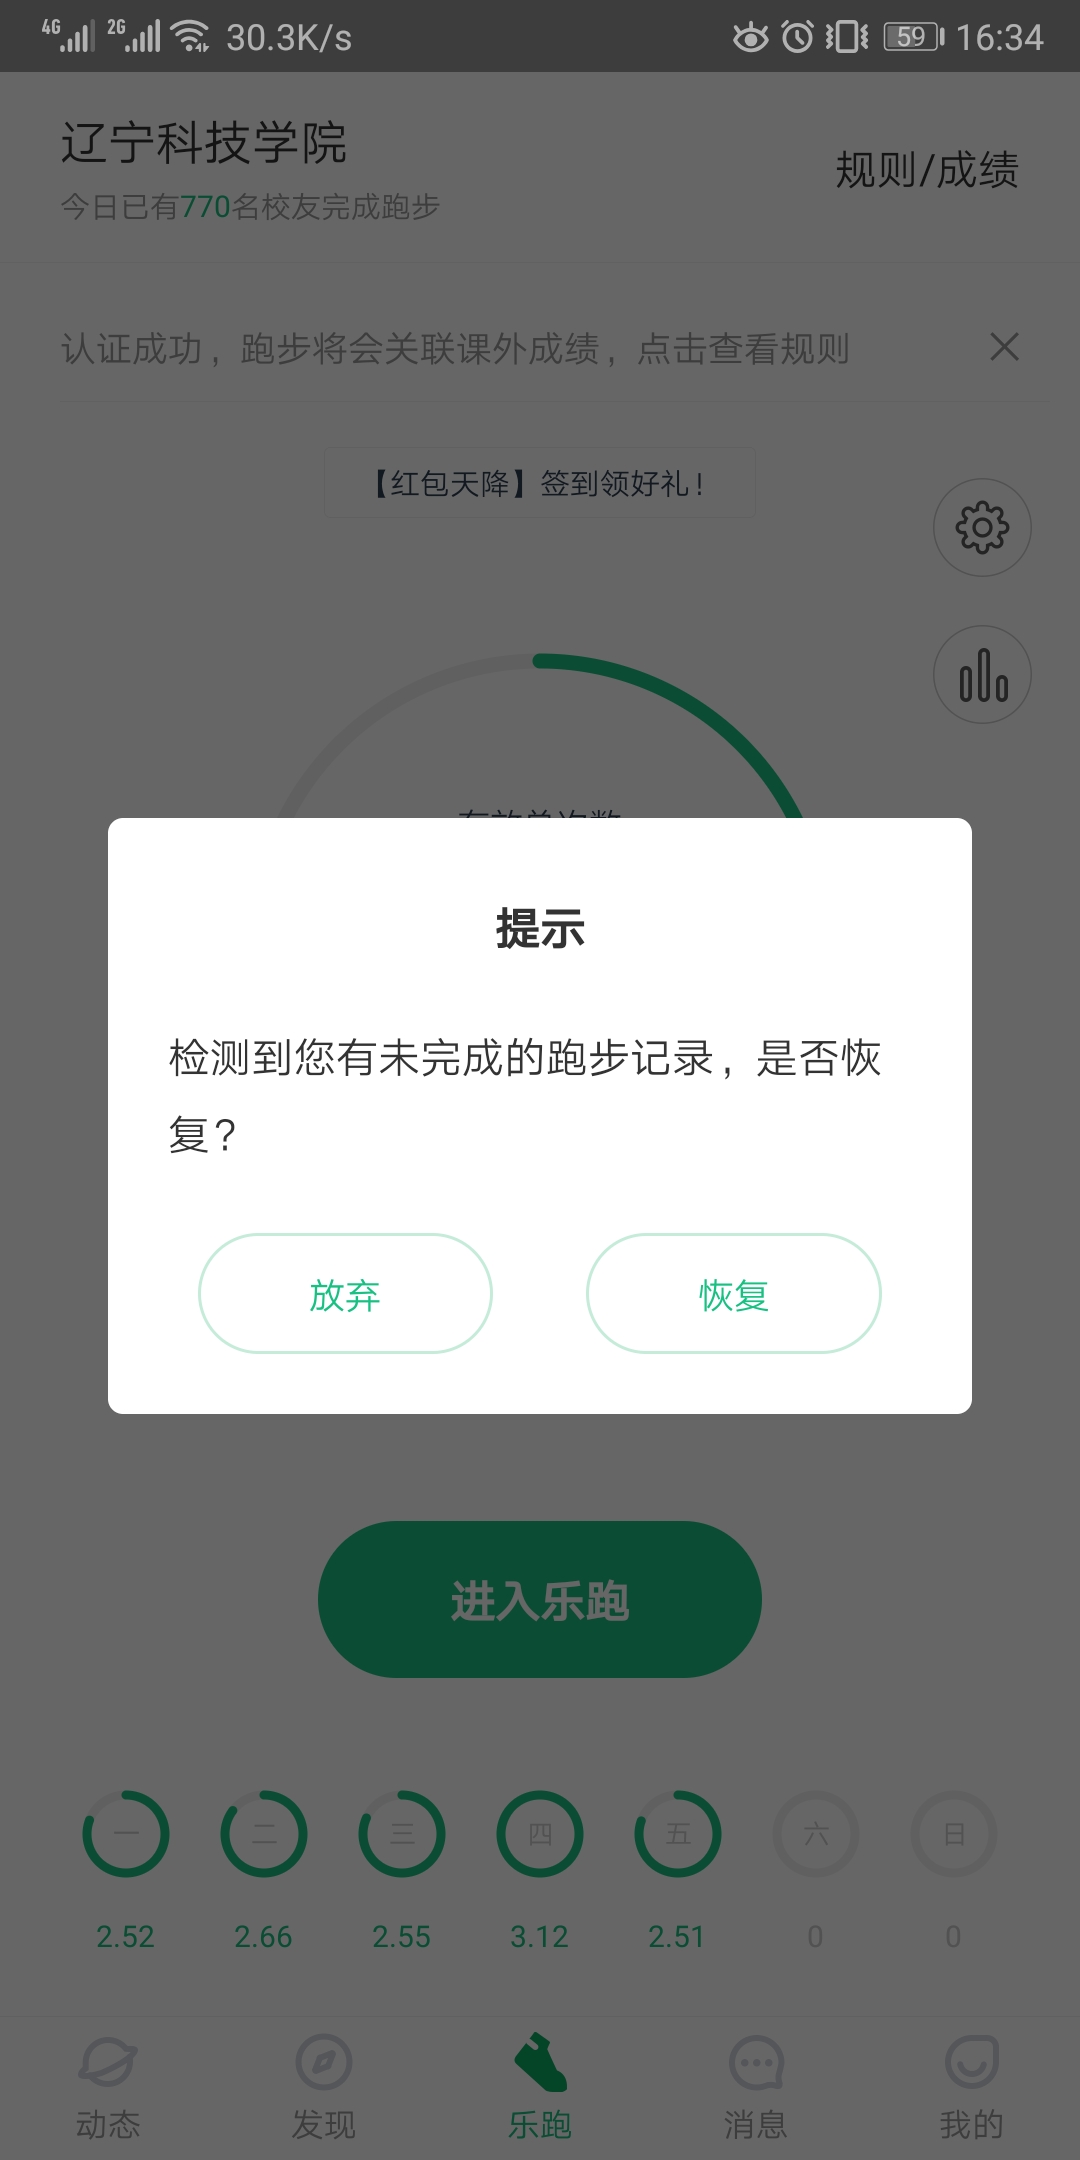 4G 2G 30.3K/s 59 16:34
辽宁科技学院
规则/成绩
今日已有770名校友完成跑步
认证成功，跑步将会关联课外成绩，点击查看规则
【红包天降】签到领好礼！
提示
检测到您有未完成的跑步记录，是否恢
复？
放弃 恢复
进入乐跑
一 二 三 四 五 六 日
2.52 2.66 2.55 3.12 2.51 0 0
动态 发现 乐跑 消息 我的